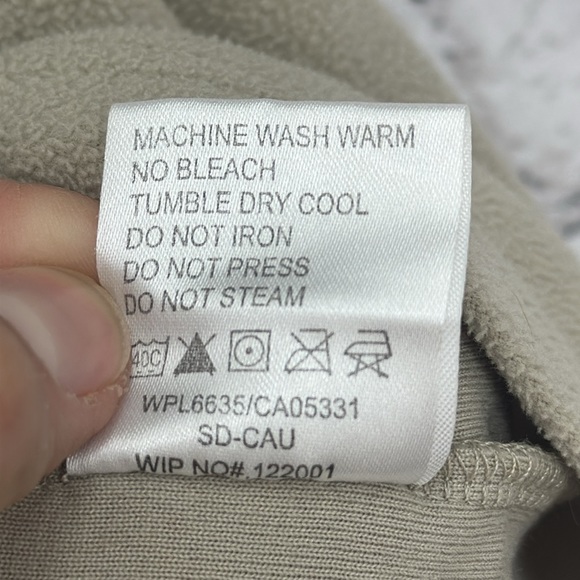 MACHINE WASH WARM
NO BLEACH
TUMBLE DRY COOL
DO NOT IRON
DO NOT PRESS
DO NOT STEAM
40C
WPL6635/CA05331
SD-CAU
WIP NO#.122001